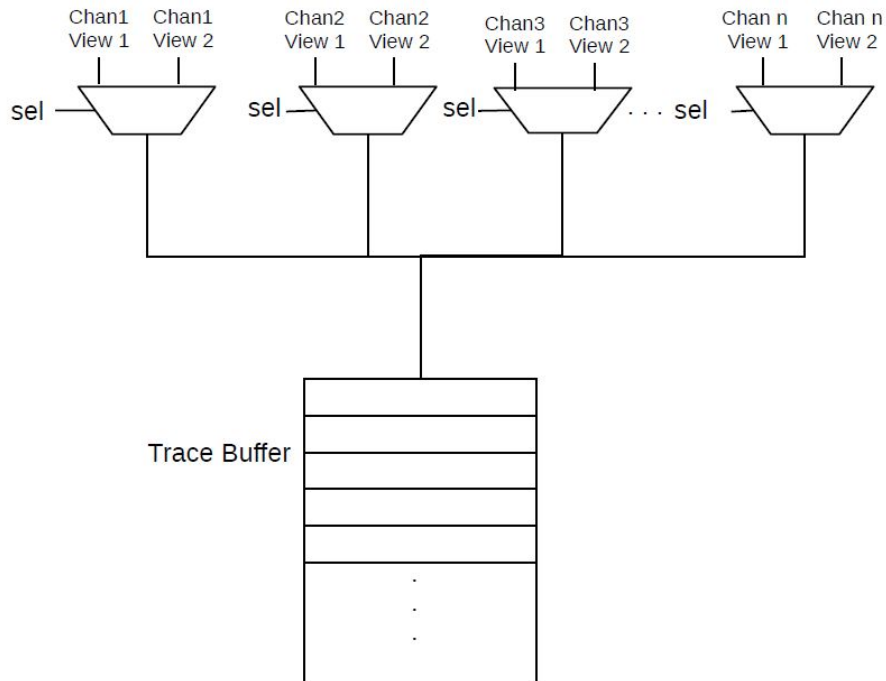 Chan1 Chan1
View 1 View 2
Chan2 Chan2
View 1 View 2
Chan3 Chan3
View 1 View 2
Chan n Chan n
View 1 View 2
sel
sel
sel
. . . sel
Trace Buffer
.
.
.